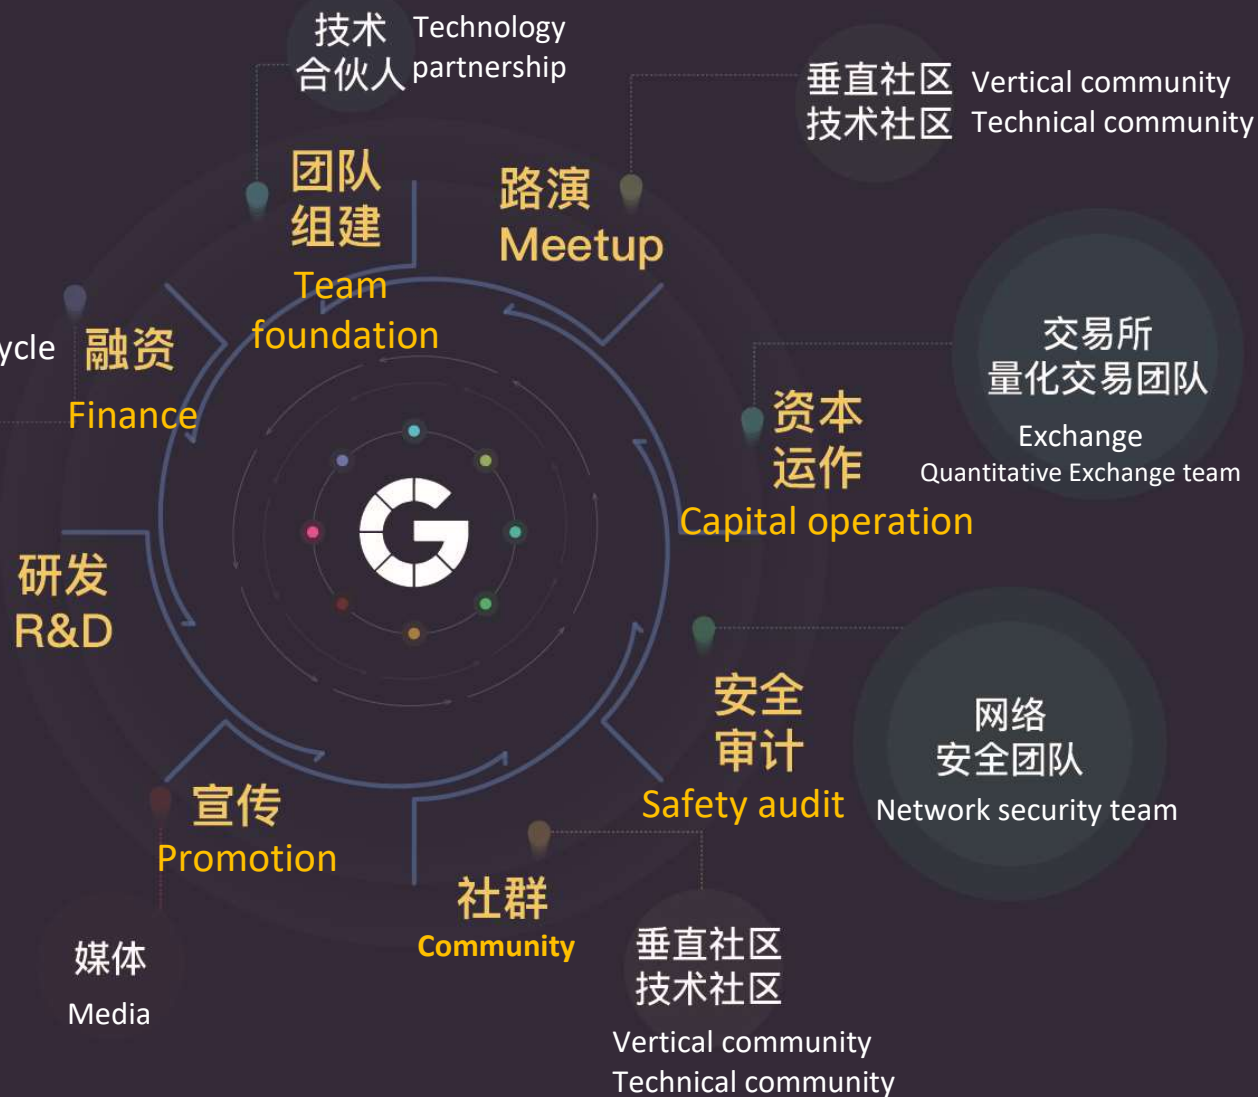 技术
合伙人
Technology
partnership
垂直社区
技术社区
Vertical community
Technical community
团队
组建
Team
foundation
路演
Meetup
ycle
融资
Finance
交易所
量化交易团队
Exchange
Quantitative Exchange team
资本
运作
Capital operation
G
研发
R&D
安全
审计
Safety audit
网络
安全团队
Network security team
宣传
Promotion
社群
Community
媒体
Media
垂直社区
技术社区
Vertical community
Technical community